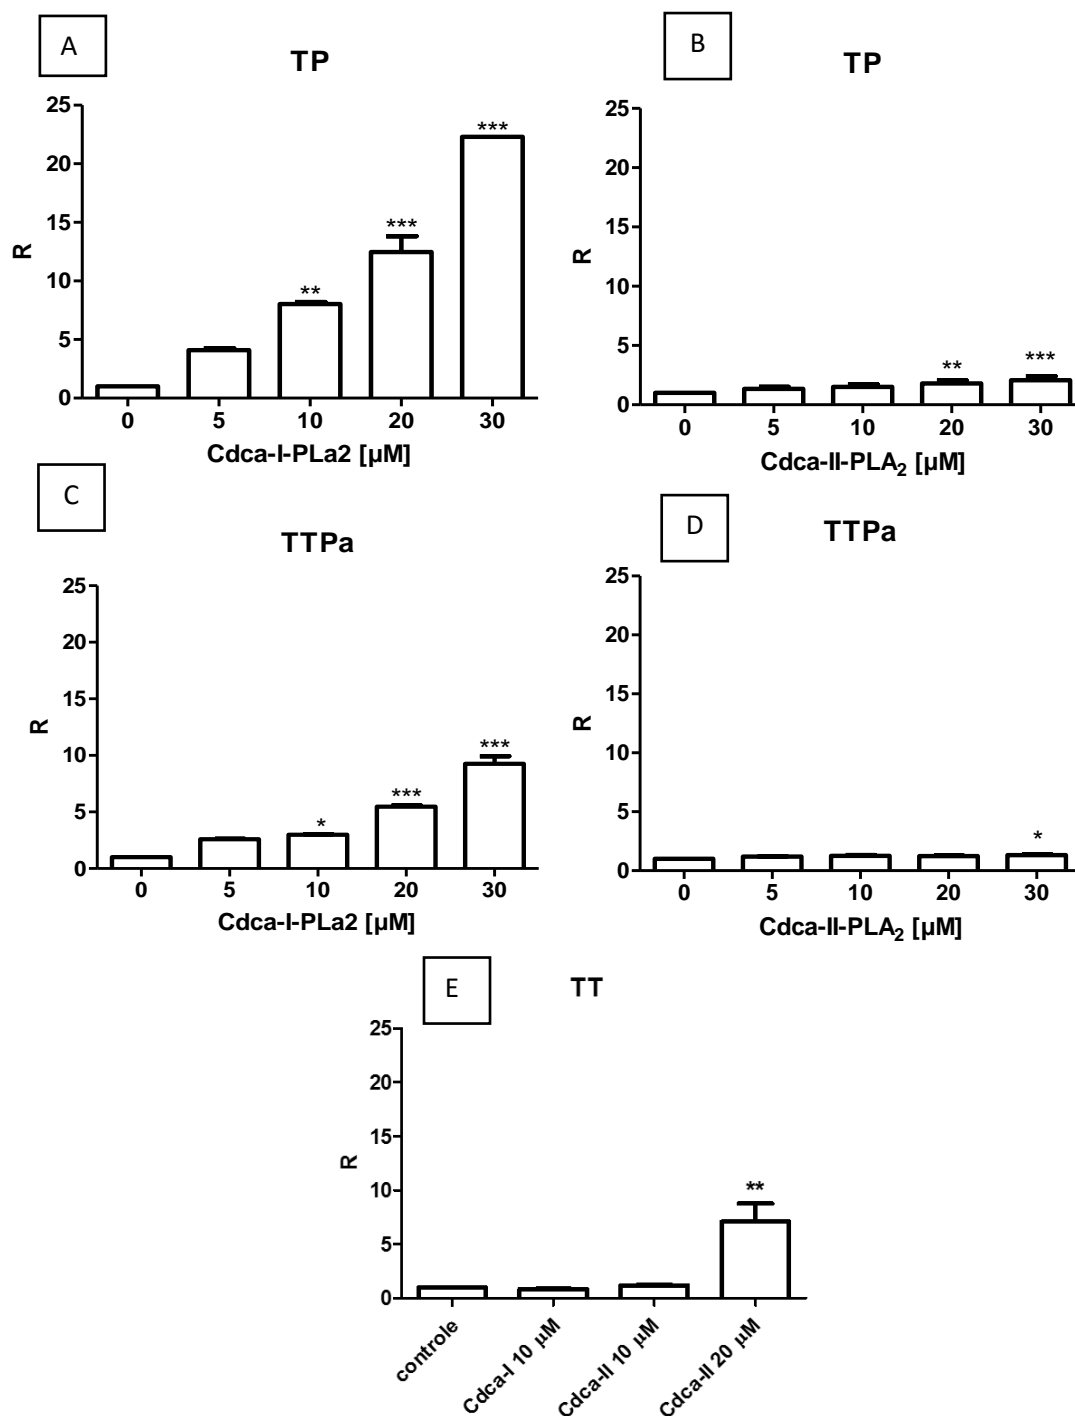 A
TP
25
20
15
10
5
0
R
**
***
***
0 5 10 20 30
Cdca-I-PLa2 [µM]
B
TP
25
20
15
10
5
0
R
**
***
0 5 10 20 30
Cdca-II-PLA₂ [µM]
C
TTPa
25
20
15
10
5
0
R
*
***
***
0 5 10 20 30
Cdca-I-PLa2 [µM]
D
TTPa
25
20
15
10
5
0
R
*
0 5 10 20 30
Cdca-II-PLA₂ [µM]
E
TT
25
20
15
10
5
0
R
**
controle
Cdca-I 10 µM
Cdca-II 10 µM
Cdca-II 20 µM